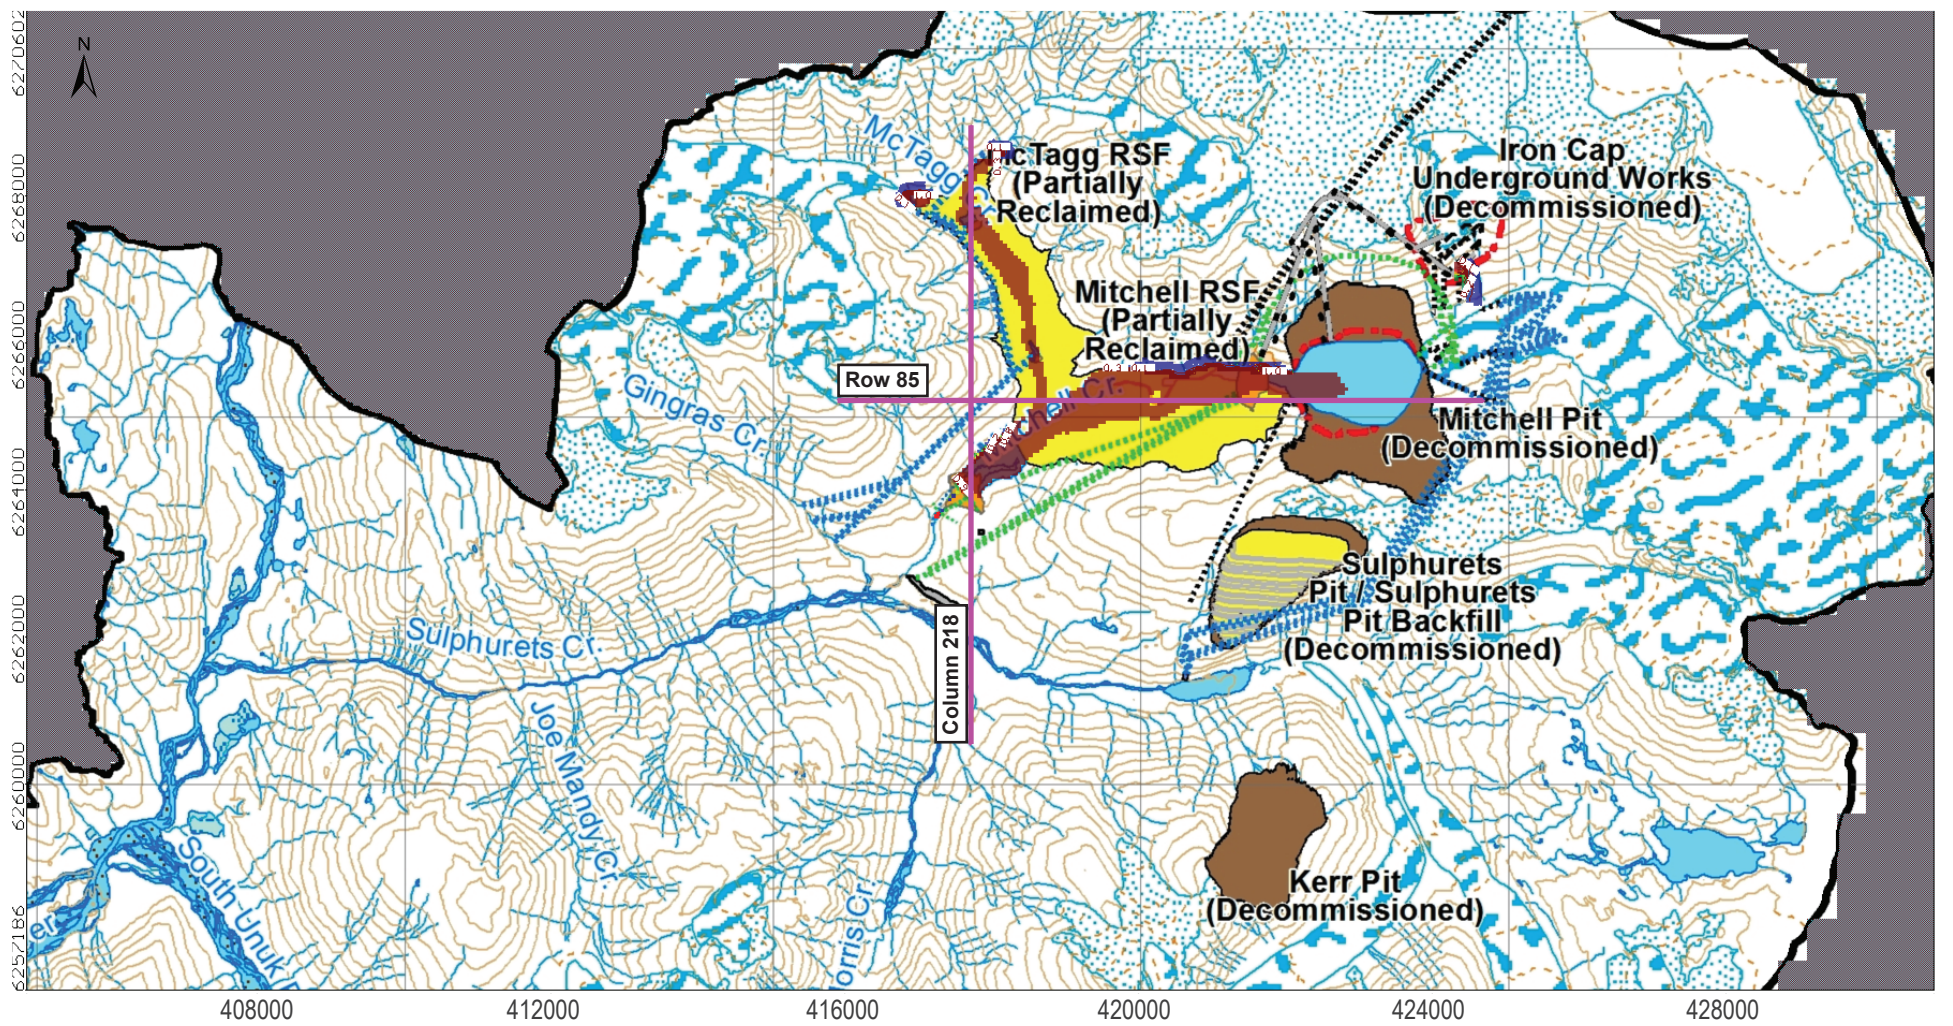 N
6270602
6268000
6266000
6264000
6262000
6260000
6257186
McTagg Cr.
McTagg RSF
(Partially
Reclaimed)
Iron Cap
Underground Works
(Decommissioned)
Mitchell RSF
(Partially
Reclaimed)
Row 85
Gingras Cr.
Mitchell Cr.
Mitchell Pit
(Decommissioned)
Sulphurets
Pit / Sulphurets
Pit Backfill
(Decommissioned)
Sulphurets Cr.
Column 218
Joe Mandy Cr.
South Unuk
er
orris Cr.
Kerr Pit
(Decommissioned)
408000
412000
416000
420000
424000
428000